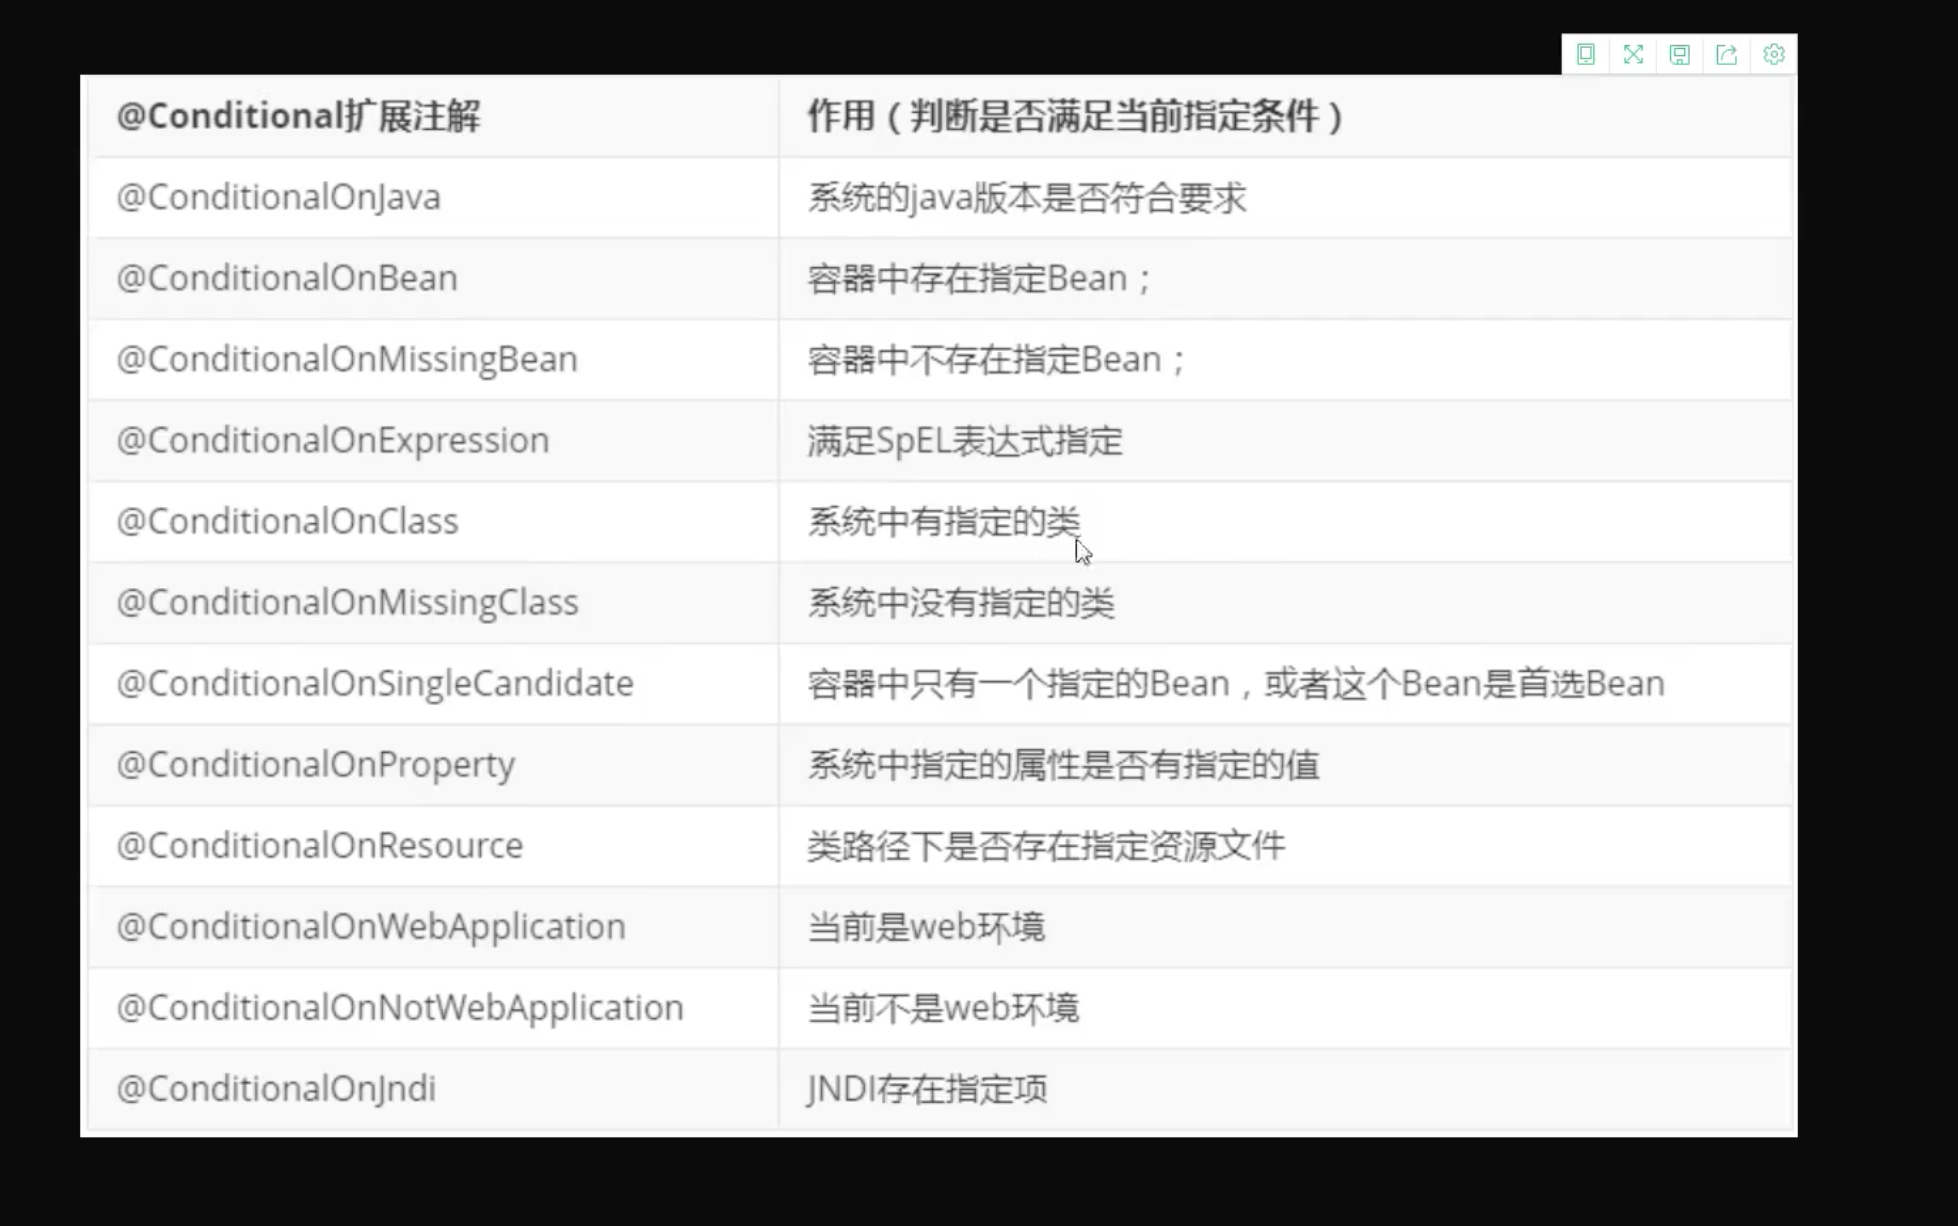 @Conditional扩展注解 作用（判断是否满足当前指定条件）
@ConditionalOnJava 系统的java版本是否符合要求
@ConditionalOnBean 容器中存在指定Bean；
@ConditionalOnMissingBean 容器中不存在指定Bean；
@ConditionalOnExpression 满足SpEL表达式指定
@ConditionalOnClass 系统中有指定的类
@ConditionalOnMissingClass 系统中没有指定的类
@ConditionalOnSingleCandidate 容器中只有一个指定的Bean，或者这个Bean是首选Bean
@ConditionalOnProperty 系统中指定的属性是否有指定的值
@ConditionalOnResource 类路径下是否存在指定资源文件
@ConditionalOnWebApplication 当前是web环境
@ConditionalOnNotWebApplication 当前不是web环境
@ConditionalOnJndi JNDI存在指定项